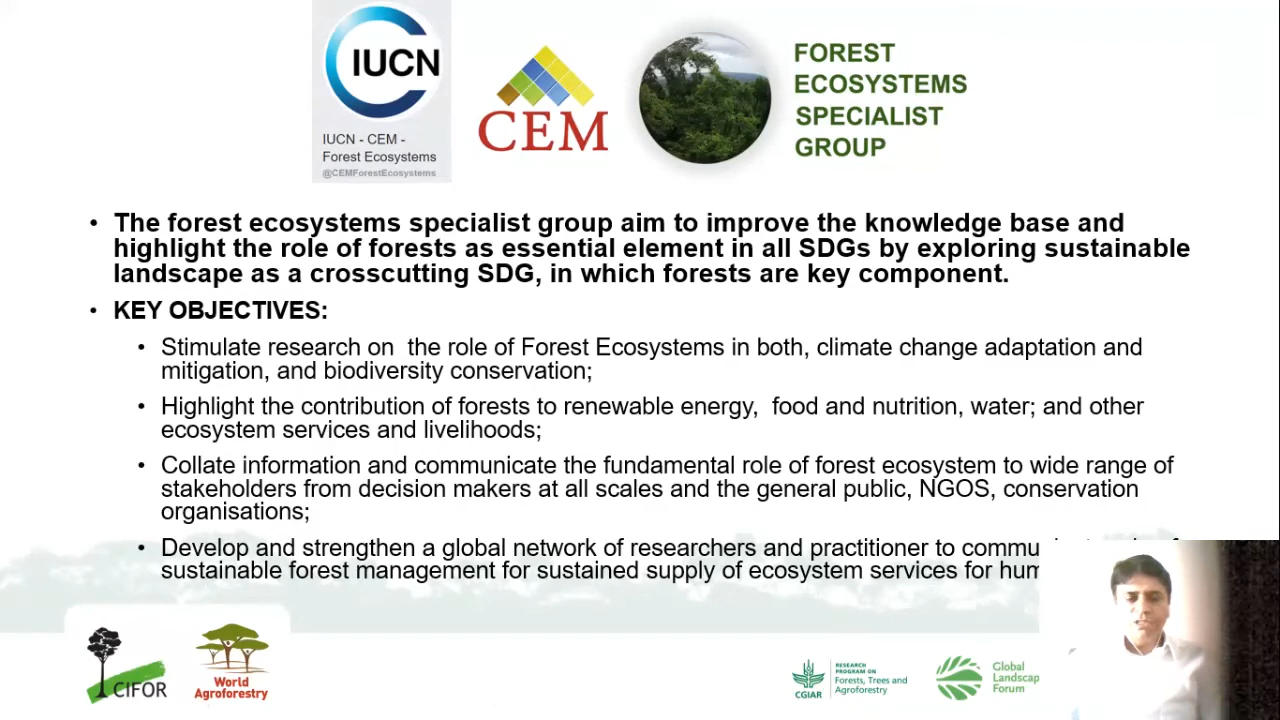 IUCN
IUCN - CEM -
Forest Ecosystems
@CEMForestEcosystems
CEM
FOREST
ECOSYSTEMS
SPECIALIST
GROUP
• The forest ecosystems specialist group aim to improve the knowledge base and
highlight the role of forests as essential element in all SDGs by exploring sustainable
landscape as a crosscutting SDG, in which forests are key component.
• KEY OBJECTIVES:
• Stimulate research on the role of Forest Ecosystems in both, climate change adaptation and
mitigation, and biodiversity conservation;
• Highlight the contribution of forests to renewable energy, food and nutrition, water; and other
ecosystem services and livelihoods;
• Collate information and communicate the fundamental role of forest ecosystem to wide range of
stakeholders from decision makers at all scales and the general public, NGOS, conservation
organisations;
• Develop and strengthen a global network of researchers and practitioner to
sustainable forest management for sustained supply of ecosystem services for
CIFOR
World
Agroforestry
CGIAR
RESEARCH
PROGRAM ON
Forests, Trees and
Agroforestry
Global
Landscap
Forum